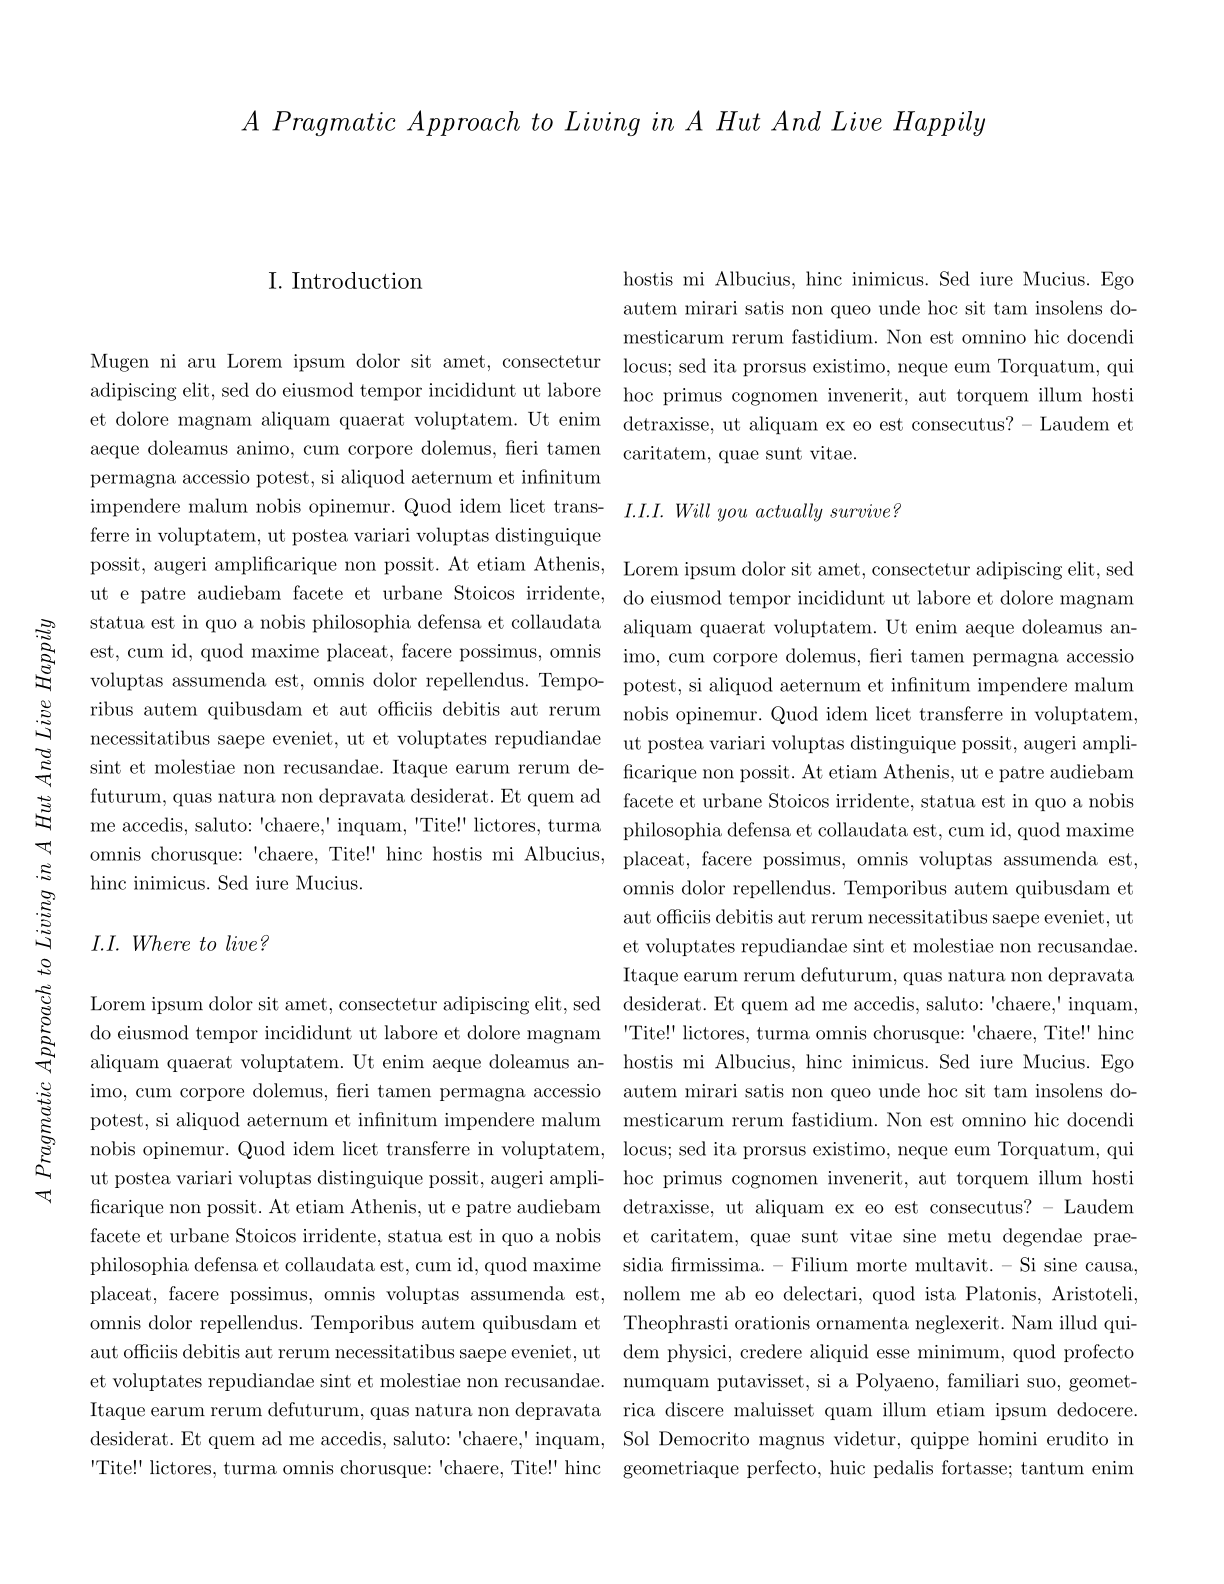 A Pragmatic Approach to Living in A Hut And Live Happily
A Pragmatic Approach to Living in A Hut And Live Happily
I. Introduction
Mugen ni aru Lorem ipsum dolor sit amet, consectetur
adipiscing elit, sed do eiusmod tempor incididunt ut labore
et dolore magnam aliquam quaerat voluptatem. Ut enim
aeque doleamus animo, cum corpore dolemus, fieri tamen
permagna accessio potest, si aliquod aeternum et infinitum
impendere malum nobis opinemur. Quod idem licet trans-
ferre in voluptatem, ut postea variari voluptas distinguique
possit, augeri amplificarique non possit. At etiam Athenis,
ut e patre audiebam facete et urbane Stoicos irridente,
statua est in quo a nobis philosophia defensa et collaudata
est, cum id, quod maxime placeat, facere possimus, omnis
voluptas assumenda est, omnis dolor repellendus. Tempo-
ribus autem quibusdam et aut officiis debitis aut rerum
necessitatibus saepe eveniet, ut et voluptates repudiandae
sint et molestiae non recusandae. Itaque earum rerum de-
futurum, quas natura non depravata desiderat. Et quem ad
me accedis, saluto: 'chaere,' inquam, 'Tite!' lictores, turma
omnis chorusque: 'chaere, Tite!' hinc hostis mi Albucius,
hinc inimicus. Sed iure Mucius.
I.I. Where to live?
Lorem ipsum dolor sit amet, consectetur adipiscing elit, sed
do eiusmod tempor incididunt ut labore et dolore magnam
aliquam quaerat voluptatem. Ut enim aeque doleamus an-
imo, cum corpore dolemus, fieri tamen permagna accessio
potest, si aliquod aeternum et infinitum impendere malum
nobis opinemur. Quod idem licet transferre in voluptatem,
ut postea variari voluptas distinguique possit, augeri ampli-
ficarique non possit. At etiam Athenis, ut e patre audiebam
facete et urbane Stoicos irridente, statua est in quo a nobis
philosophia defensa et collaudata est, cum id, quod maxime
placeat, facere possimus, omnis voluptas assumenda est,
omnis dolor repellendus. Temporibus autem quibusdam et
aut officiis debitis aut rerum necessitatibus saepe eveniet, ut
et voluptates repudiandae sint et molestiae non recusandae.
Itaque earum rerum defuturum, quas natura non depravata
desiderat. Et quem ad me accedis, saluto: 'chaere,' inquam,
'Tite!' lictores, turma omnis chorusque: 'chaere, Tite!' hinc
hostis mi Albucius, hinc inimicus. Sed iure Mucius. Ego
autem mirari satis non queo unde hoc sit tam insolens do-
mesticarum rerum fastidium. Non est omnino hic docendi
locus; sed ita prorsus existimo, neque eum Torquatum, qui
hoc primus cognomen invenerit, aut torquem illum hosti
detraxisse, ut aliquam ex eo est consecutus? – Laudem et
caritatem, quae sunt vitae.
I.I.I. Will you actually survive?
Lorem ipsum dolor sit amet, consectetur adipiscing elit, sed
do eiusmod tempor incididunt ut labore et dolore magnam
aliquam quaerat voluptatem. Ut enim aeque doleamus an-
imo, cum corpore dolemus, fieri tamen permagna accessio
potest, si aliquod aeternum et infinitum impendere malum
nobis opinemur. Quod idem licet transferre in voluptatem,
ut postea variari voluptas distinguique possit, augeri ampli-
ficarique non possit. At etiam Athenis, ut e patre audiebam
facete et urbane Stoicos irridente, statua est in quo a nobis
philosophia defensa et collaudata est, cum id, quod maxime
placeat, facere possimus, omnis voluptas assumenda est,
omnis dolor repellendus. Temporibus autem quibusdam et
aut officiis debitis aut rerum necessitatibus saepe eveniet, ut
et voluptates repudiandae sint et molestiae non recusandae.
Itaque earum rerum defuturum, quas natura non depravata
desiderat. Et quem ad me accedis, saluto: 'chaere,' inquam,
'Tite!' lictores, turma omnis chorusque: 'chaere, Tite!' hinc
hostis mi Albucius, hinc inimicus. Sed iure Mucius. Ego
autem mirari satis non queo unde hoc sit tam insolens do-
mesticarum rerum fastidium. Non est omnino hic docendi
locus; sed ita prorsus existimo, neque eum Torquatum, qui
hoc primus cognomen invenerit, aut torquem illum hosti
detraxisse, ut aliquam ex eo est consecutus? – Laudem
et caritatem, quae sunt vitae sine metu degendae prae-
sidia firmissima. – Filium morte multavit. – Si sine causa,
nollem me ab eo delectari, quod ista Platonis, Aristoteli,
Theophrasti orationis ornamenta neglexerit. Nam illud qui-
dem physici, credere aliquid esse minimum, quod profecto
numquam putavisset, si a Polyaeno, familiari suo, geomet-
rica discere maluisset quam illum etiam ipsum dedocere.
Sol Democrito magnus videtur, quippe homini erudito in
geometriaque perfecto, huic pedalis fortasse; tantum enim